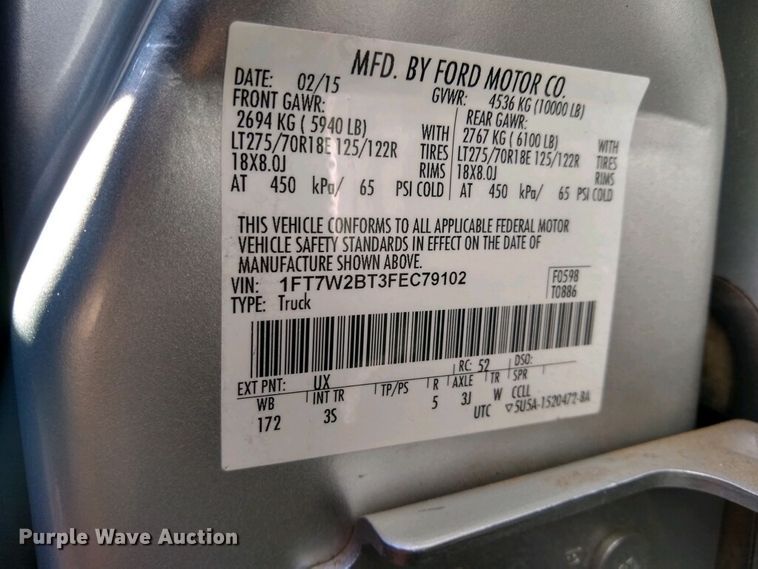 MFD. BY FORD MOTOR CO.
DATE: 02/15 GVWR: 4536 KG (10000 LB)
FRONT GAWR: REAR GAWR:
2694 KG ( 5940 LB) WITH 2767 KG ( 6100 LB) WITH
LT275/70R18E 125/122R TIRES LT275/70R18E 125/122R TIRES
18X8.0J RIMS 18X8.0J RIMS
AT 450 kPa/ 65 PSI COLD AT 450 kPa/ 65 PSI COLD
THIS VEHICLE CONFORMS TO ALL APPLICABLE FEDERAL MOTOR
VEHICLE SAFETY STANDARDS IN EFFECT ON THE DATE OF
MANUFACTURE SHOWN ABOVE.
VIN: 1FT7W2BT3FEC79102 F0598
TYPE: Truck T0886
EXT PNT: UX RC: 52 DSO:
WB INT TR TP/PS R AXLE TR SPR
172 3S 5 3J W CCLL
UTC ▽5U5A-1520472-BA
Purple Wave Auction®